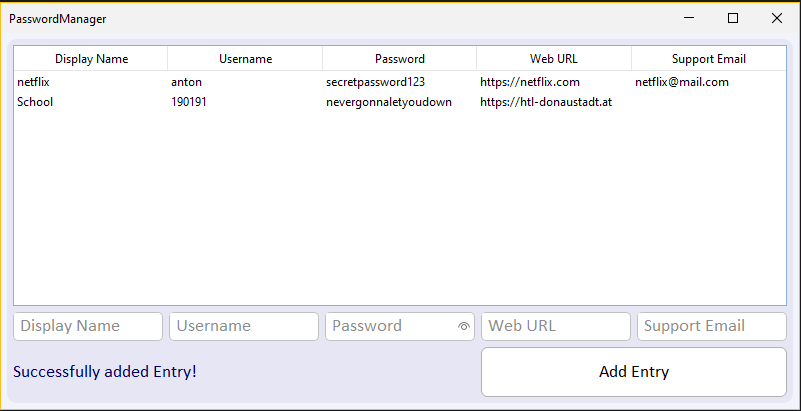 PasswordManager
Display Name Username Password Web URL Support Email
netflix anton secretpassword123 https://netflix.com netflix@mail.com
School 190191 nevergonnaletyoudown https://htl-donaustadt.at
Display Name Username Password Web URL Support Email
Successfully added Entry! Add Entry